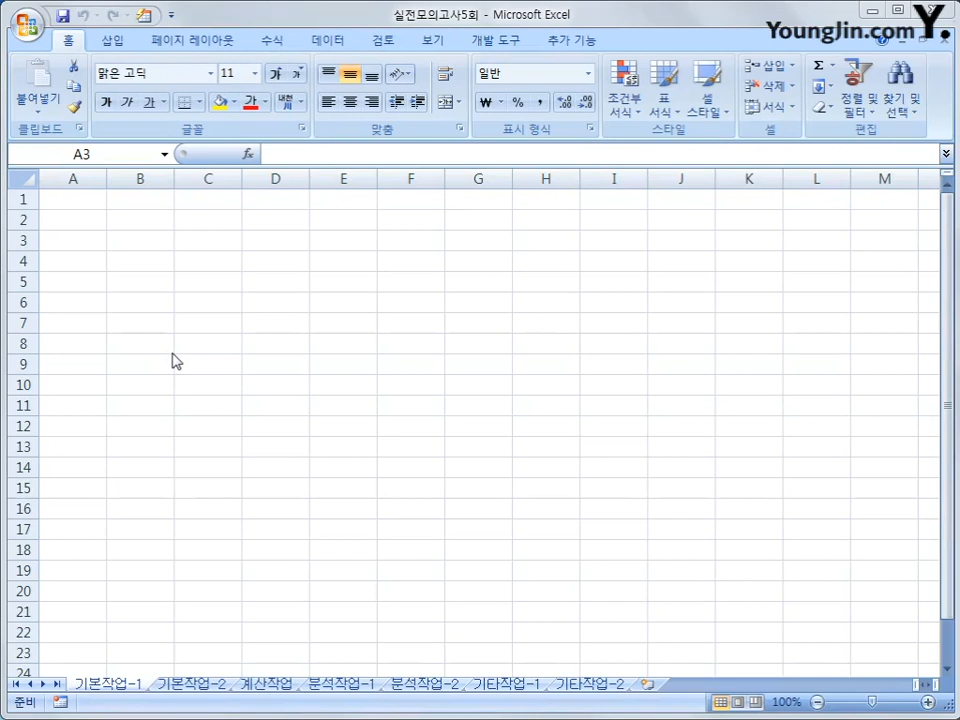 실전모의고사5회 - Microsoft Excel
YoungJin.com Y.
홈 삽입 페이지 레이아웃 수식 데이터 검토 보기 개발 도구 추가 기능
붙여넣기
클립보드
맑은 고딕 11
가 가 가 가 내천
글꼴
맞춤
일반
₩ % ,
표시 형식
조건부 서식
표 서식
셀 스타일
스타일
삽입
삭제
서식
셀
Σ
정렬 및 필터
찾기 및 선택
편집
A3 fx
A B C D E F G H I J K L M
1
2
3
4
5
6
7
8
9
10
11
12
13
14
15
16
17
18
19
20
21
22
23
24
기본작업-1 기본작업-2 계산작업 분석작업-1 분석작업-2 기타작업-1 기타작업-2
준비 100%